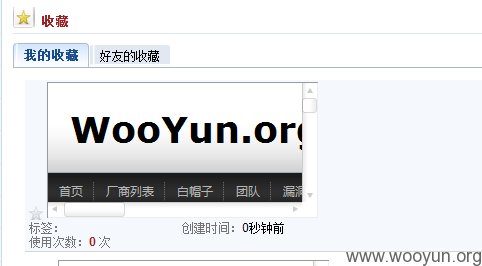 收藏
我的收藏 好友的收藏
WooYun.org
首页 厂商列表 白帽子 团队 漏洞
标签： 创建时间：0秒钟前
使用次数：0 次
www.wooyun.org